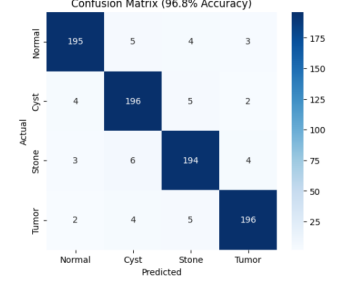 Confusion Matrix (96.8% Accuracy)
Normal 195 5 4 3
Cyst 4 196 5 2
Stone 3 6 194 4
Tumor 2 4 5 196
Normal Cyst Stone Tumor
Predicted
Actual
175
150
125
100
75
50
25